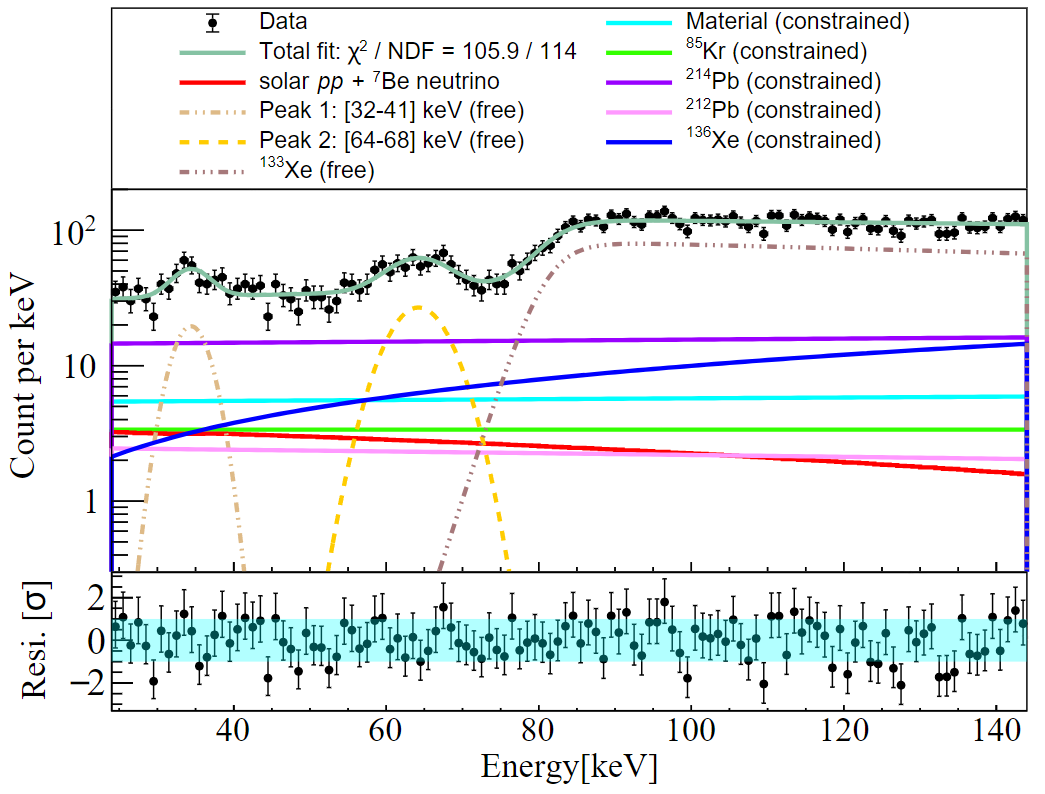 Data
Total fit: χ² / NDF = 105.9 / 114
solar pp + ⁷Be neutrino
Peak 1: [32-41] keV (free)
Peak 2: [64-68] keV (free)
¹³³Xe (free)
Material (constrained)
⁸⁵Kr (constrained)
²¹⁴Pb (constrained)
²¹²Pb (constrained)
¹³⁶Xe (constrained)
Count per keV
10²
10
1
Resi. [σ]
2
0
−2
40 60 80 100 120 140
Energy[keV]